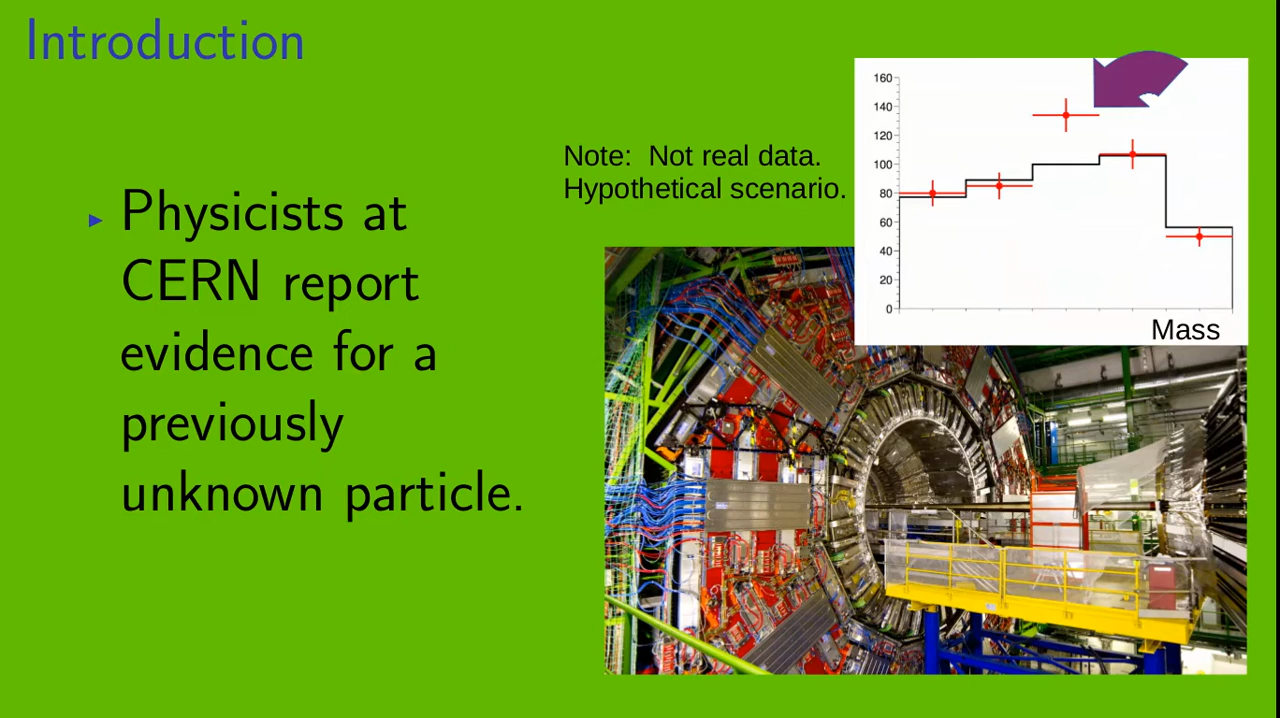 Introduction
Note: Not real data.
Hypothetical scenario.
▸ Physicists at
CERN report
evidence for a
previously
unknown particle.
160
140
120
100
80
60
40
20
0
Mass